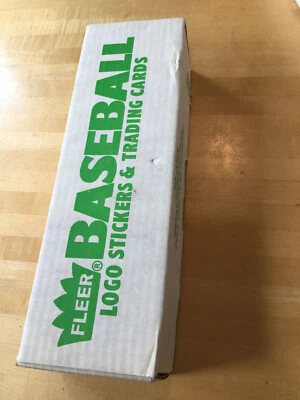 FLEER® BASEBALL
LOGO STICKERS & TRADING CARDS